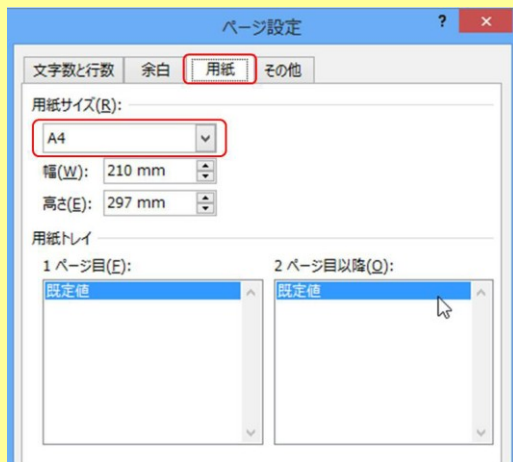 ページ設定
? ×
文字数と行数 余白 用紙 その他
用紙サイズ(R):
A4
幅(W): 210 mm
高さ(E): 297 mm
用紙トレイ
1 ページ目(F): 2 ページ目以降(O):
既定値 既定値